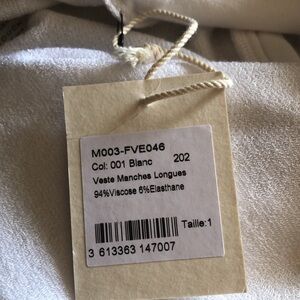 M003-FVE046
Col: 001 Blanc 202
Veste Manches Longues
94%Viscose 6%Elasthane
Taille:1
3 613363 147007